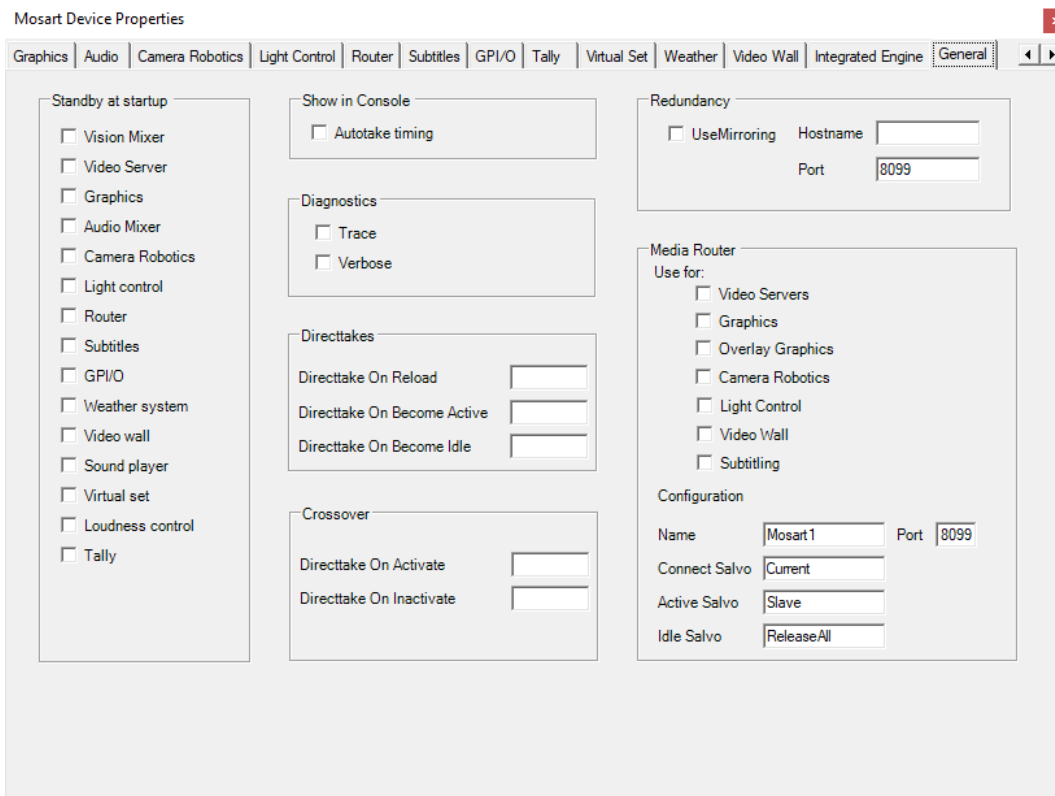 Mosart Device Properties
Graphics Audio Camera Robotics Light Control Router Subtitles GPI/O Tally Virtual Set Weather Video Wall Integrated Engine General
Standby at startup
Vision Mixer
Video Server
Graphics
Audio Mixer
Camera Robotics
Light control
Router
Subtitles
GPI/O
Weather system
Video wall
Sound player
Virtual set
Loudness control
Tally
Show in Console
Autotake timing
Diagnostics
Trace
Verbose
Directtakes
Directtake On Reload
Directtake On Become Active
Directtake On Become Idle
Crossover
Directtake On Activate
Directtake On Inactivate
Redundancy
UseMirroring Hostname
Port 8099
Media Router
Use for:
Video Servers
Graphics
Overlay Graphics
Camera Robotics
Light Control
Video Wall
Subtitling
Configuration
Name Mosart1 Port 8099
Connect Salvo Current
Active Salvo Slave
Idle Salvo ReleaseAll